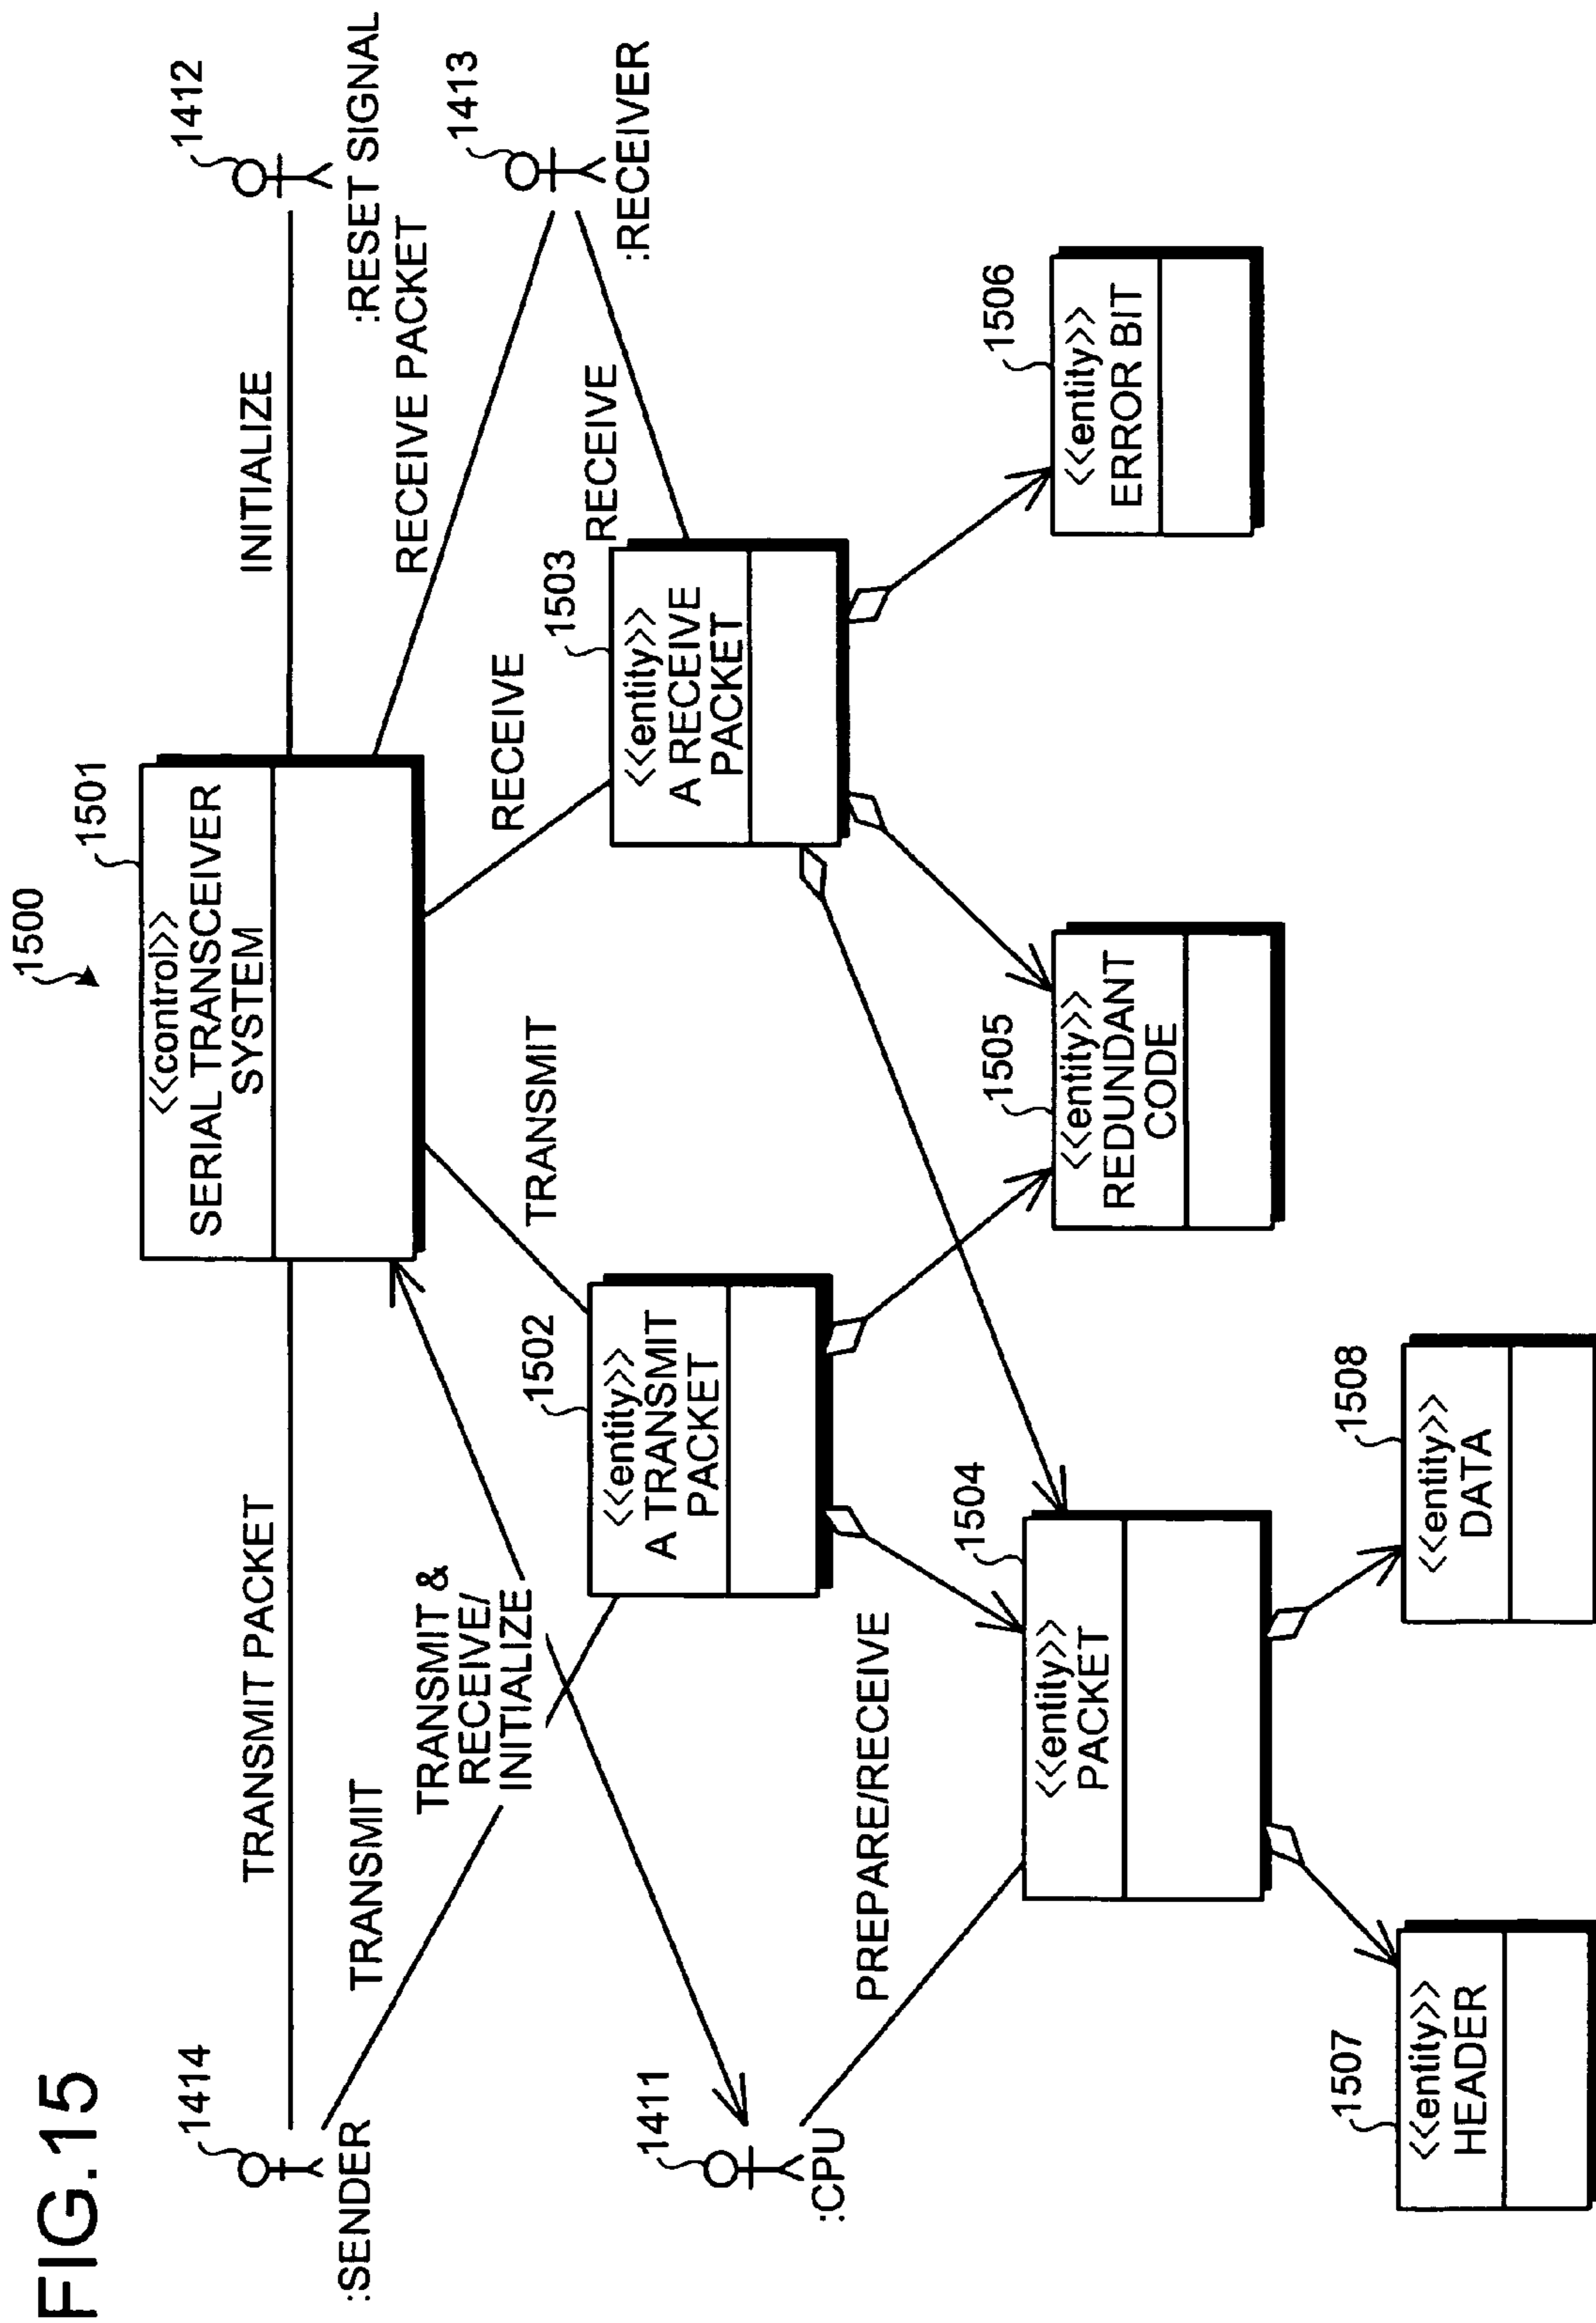 FIG.15
1500
1501
<<control>>
SERIAL TRANSCEIVER
SYSTEM
1414
:SENDER
TRANSMIT PACKET
INITIALIZE
1412
:RESET SIGNAL
RECEIVE PACKET
1413
:RECEIVER
TRANSMIT
TRANSMIT &
RECEIVE/
INITIALIZE
TRANSMIT
RECEIVE
RECEIVE
1502
<<entity>>
A TRANSMIT
PACKET
1503
<<entity>>
A RECEIVE
PACKET
1411
:CPU
PREPARE/RECEIVE
1504
<<entity>>
PACKET
1505
<<entity>>
REDUNDANT
CODE
1506
<<entity>>
ERROR BIT
1507
<<entity>>
HEADER
1508
<<entity>>
DATA